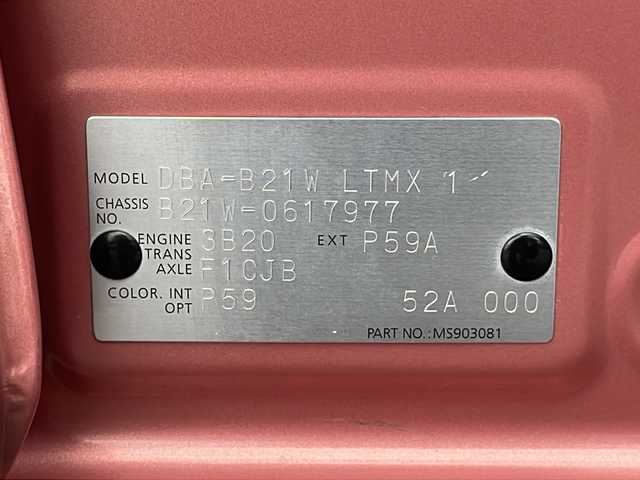 MODEL DBA-B21W LTMX 1
CHASSIS NO. B21W-0617977
ENGINE 3B20 EXT P59A
TRANS AXLE F1CJB
COLOR. INT OPT P59 52A 000
PART NO.:MS903081